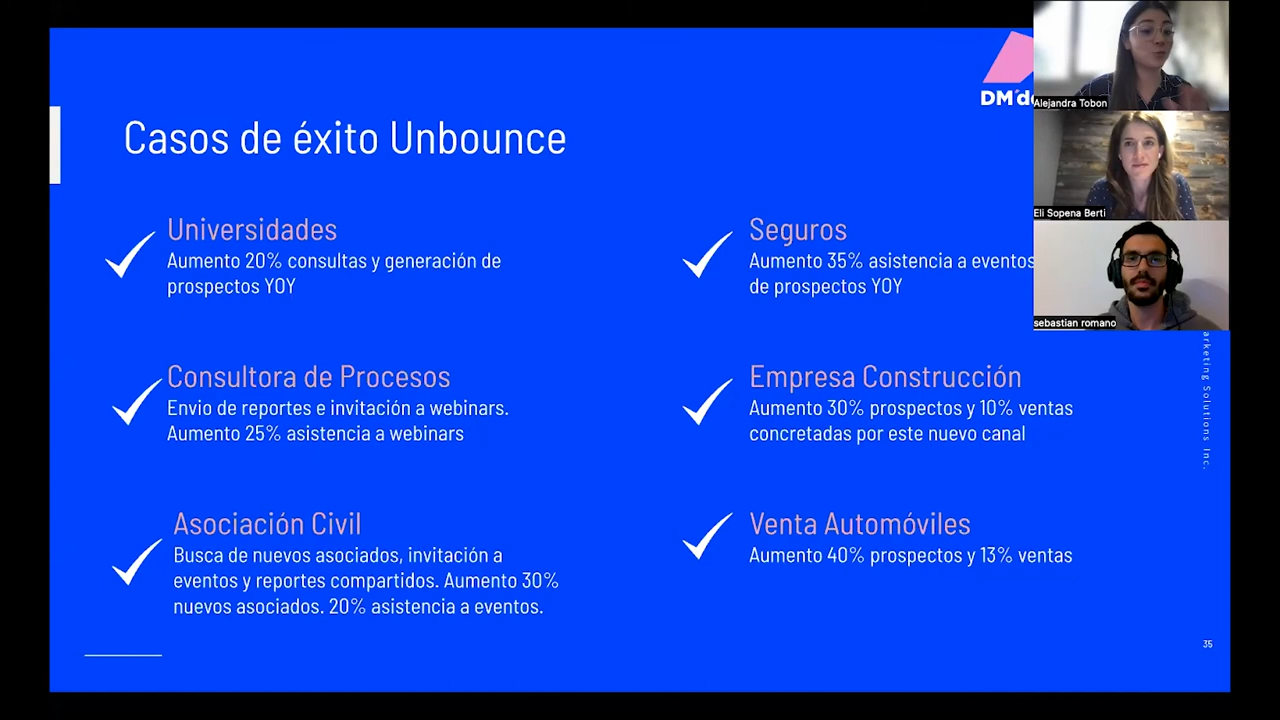 DM'd
Alejandra Tobon
Casos de éxito Unbounce
Eli Sopena Berti
Universidades
Aumento 20% consultas y generación de
prospectos YOY
Seguros
Aumento 35% asistencia a eventos
de prospectos YOY
sebastian romano
Consultora de Procesos
Envio de reportes e invitación a webinars.
Aumento 25% asistencia a webinars
Empresa Construcción
Aumento 30% prospectos y 10% ventas
concretadas por este nuevo canal
arketing Solutions Inc.
Asociación Civil
Busca de nuevos asociados, invitación a
eventos y reportes compartidos. Aumento 30%
nuevos asociados. 20% asistencia a eventos.
Venta Automóviles
Aumento 40% prospectos y 13% ventas
35